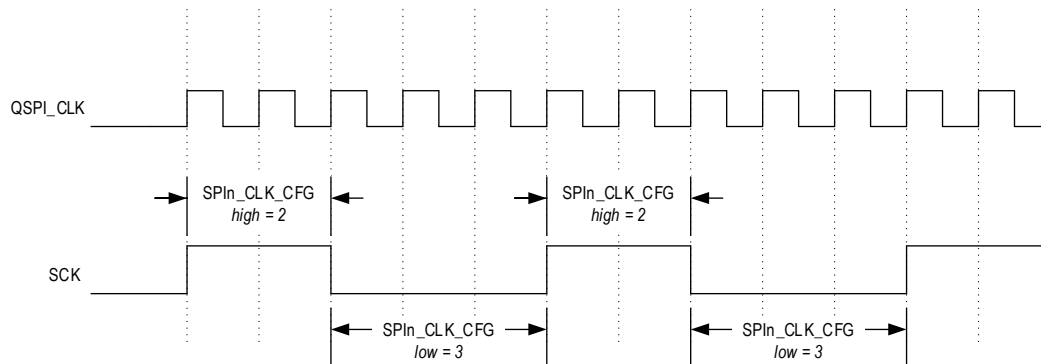 QSPI_CLK
SPIn_CLK_CFG
high = 2
SPIn_CLK_CFG
high = 2
SCK
SPIn_CLK_CFG
low = 3
SPIn_CLK_CFG
low = 3